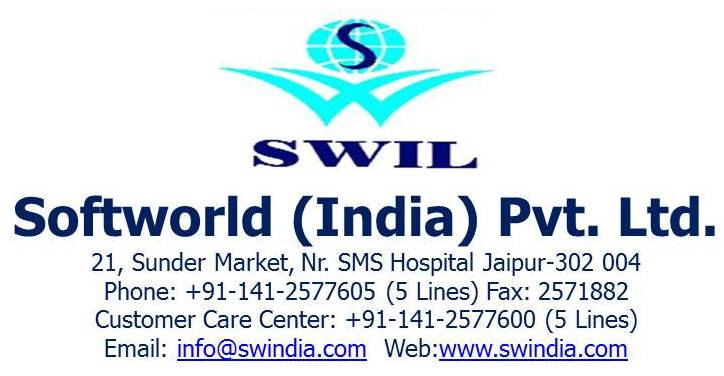 S
SWIL
Softworld (India) Pvt. Ltd.
21, Sunder Market, Nr. SMS Hospital Jaipur-302 004
Phone: +91-141-2577605 (5 Lines) Fax: 2571882
Customer Care Center: +91-141-2577600 (5 Lines)
Email: info@swindia.com Web:www.swindia.com